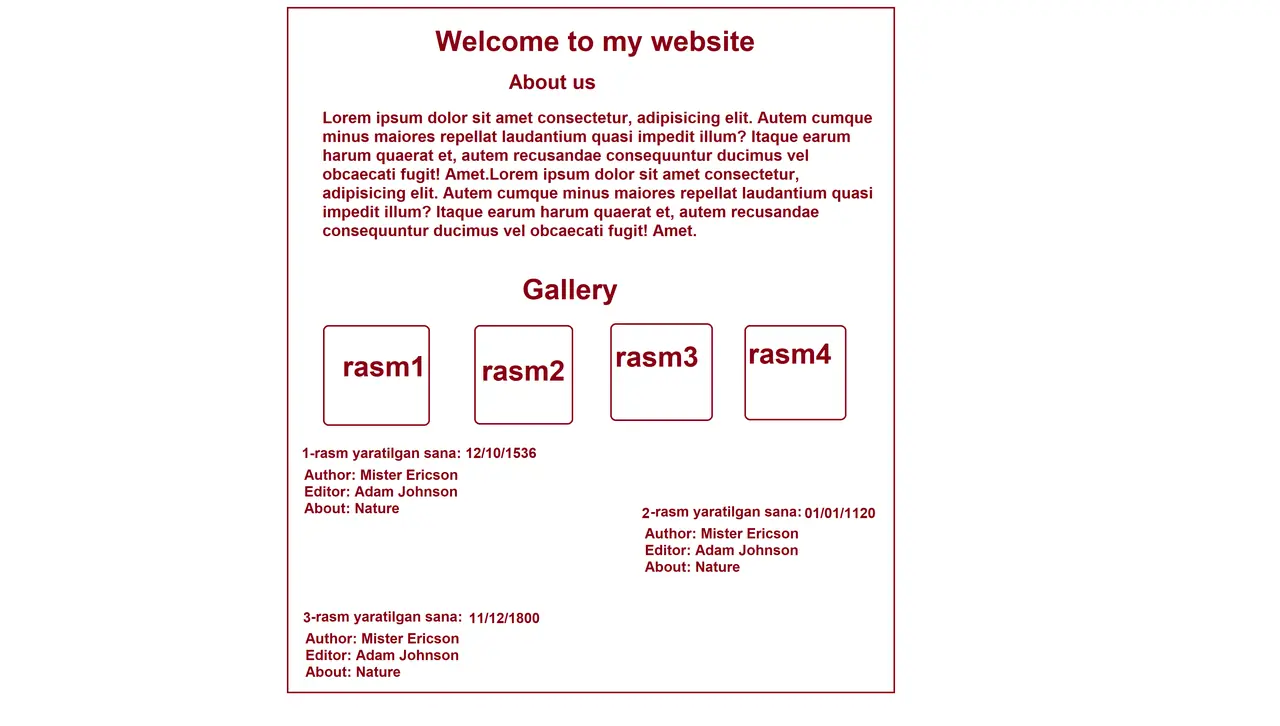 Welcome to my website
About us
Lorem ipsum dolor sit amet consectetur, adipisicing elit. Autem cumque
minus maiores repellat laudantium quasi impedit illum? Itaque earum
harum quaerat et, autem recusandae consequuntur ducimus vel
obcaecati fugit! Amet.Lorem ipsum dolor sit amet consectetur,
adipisicing elit. Autem cumque minus maiores repellat laudantium quasi
impedit illum? Itaque earum harum quaerat et, autem recusandae
consequuntur ducimus vel obcaecati fugit! Amet.
Gallery
rasm1 rasm2 rasm3 rasm4
1-rasm yaratilgan sana: 12/10/1536
Author: Mister Ericson
Editor: Adam Johnson
About: Nature
2-rasm yaratilgan sana: 01/01/1120
Author: Mister Ericson
Editor: Adam Johnson
About: Nature
3-rasm yaratilgan sana: 11/12/1800
Author: Mister Ericson
Editor: Adam Johnson
About: Nature